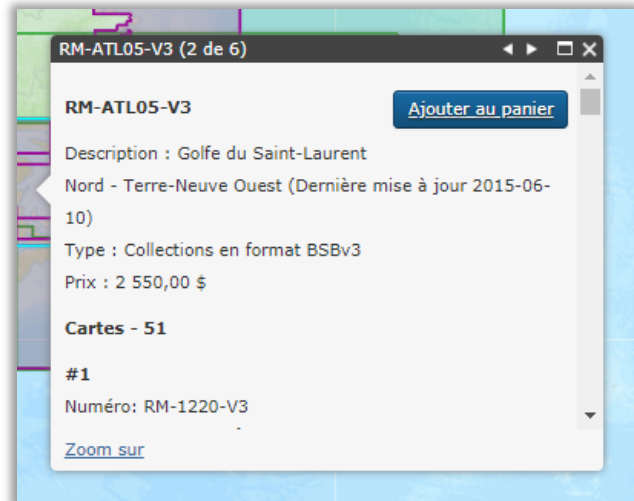 RM-ATL05-V3 (2 de 6)
RM-ATL05-V3
Ajouter au panier
Description : Golfe du Saint-Laurent
Nord - Terre-Neuve Ouest (Dernière mise à jour 2015-06-
10)
Type : Collections en format BSBv3
Prix : 2 550,00 $
Cartes - 51
#1
Numéro: RM-1220-V3
Zoom sur